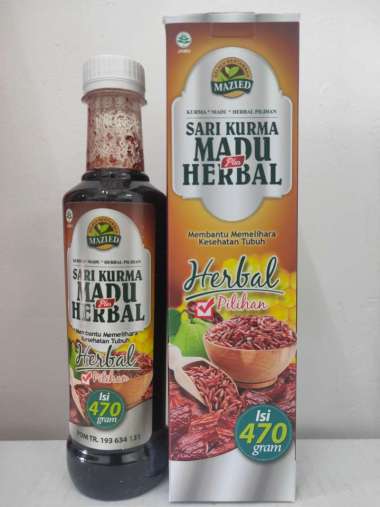 JAMU
MAZIED
KURMA * MADU * HERBAL PILIHAN
SARI KURMA
MADU
Plus
HERBAL
Membantu Memelihara
Kesehatan Tubuh
Herbal
Pilihan
Isi
470
gram
MAZIED
KURMA * MADU * HERBAL PILIHAN
SARI KURMA
MADU
Plus
HERBAL
Membantu Memelihara
Kesehatan Tubuh
Herbal
Pilihan
Isi
470
gram
POM TR. 193 634 131